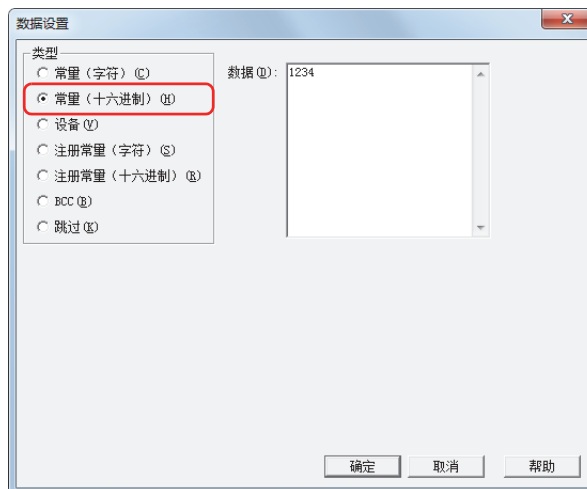 数据设置
类型
常量（字符）(C)
常量（十六进制）(H)
设备(V)
注册常量（字符）(S)
注册常量（十六进制）(R)
BCC(B)
跳过(K)
数据(D)：
1234
确定
取消
帮助